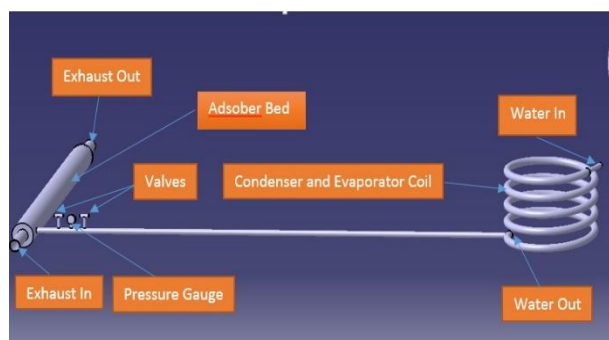 Exhaust Out
Adsober Bed
Water In
Valves
Condenser and Evaporator Coil
Exhaust In
Pressure Gauge
Water Out